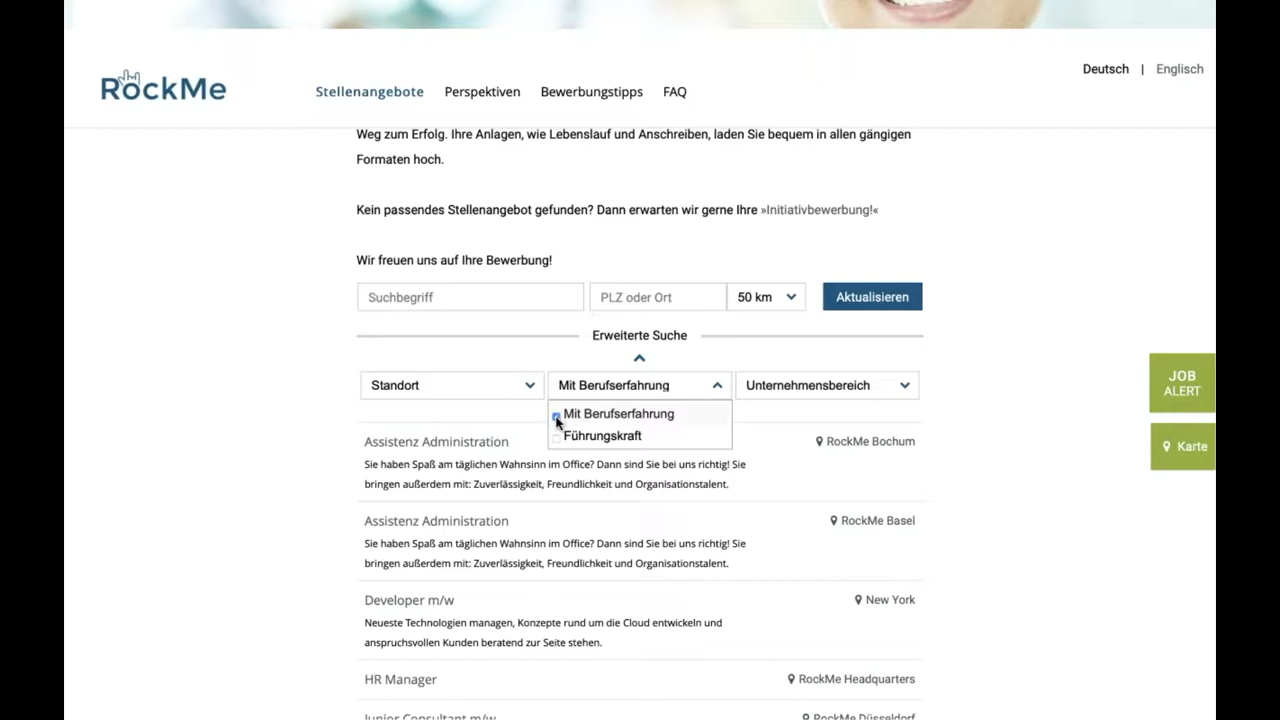 Deutsch | Englisch
RockMe
Stellenangebote Perspektiven Bewerbungstipps FAQ
Weg zum Erfolg. Ihre Anlagen, wie Lebenslauf und Anschreiben, laden Sie bequem in allen gängigen
Formaten hoch.
Kein passendes Stellenangebot gefunden? Dann erwarten wir gerne Ihre »Initiativbewerbung!«
Wir freuen uns auf Ihre Bewerbung!
Suchbegriff PLZ oder Ort 50 km Aktualisieren
Erweiterte Suche
Standort Mit Berufserfahrung Unternehmensbereich
Mit Berufserfahrung
Führungskraft
JOB
ALERT
Karte
Assistenz Administration RockMe Bochum
Sie haben Spaß am täglichen Wahnsinn im Office? Dann sind Sie bei uns richtig! Sie
bringen außerdem mit: Zuverlässigkeit, Freundlichkeit und Organisationstalent.
Assistenz Administration RockMe Basel
Sie haben Spaß am täglichen Wahnsinn im Office? Dann sind Sie bei uns richtig! Sie
bringen außerdem mit: Zuverlässigkeit, Freundlichkeit und Organisationstalent.
Developer m/w New York
Neueste Technologien managen, Konzepte rund um die Cloud entwickeln und
anspruchsvollen Kunden beratend zur Seite stehen.
HR Manager RockMe Headquarters
Junior Consultant m/w RockMe Düsseldorf